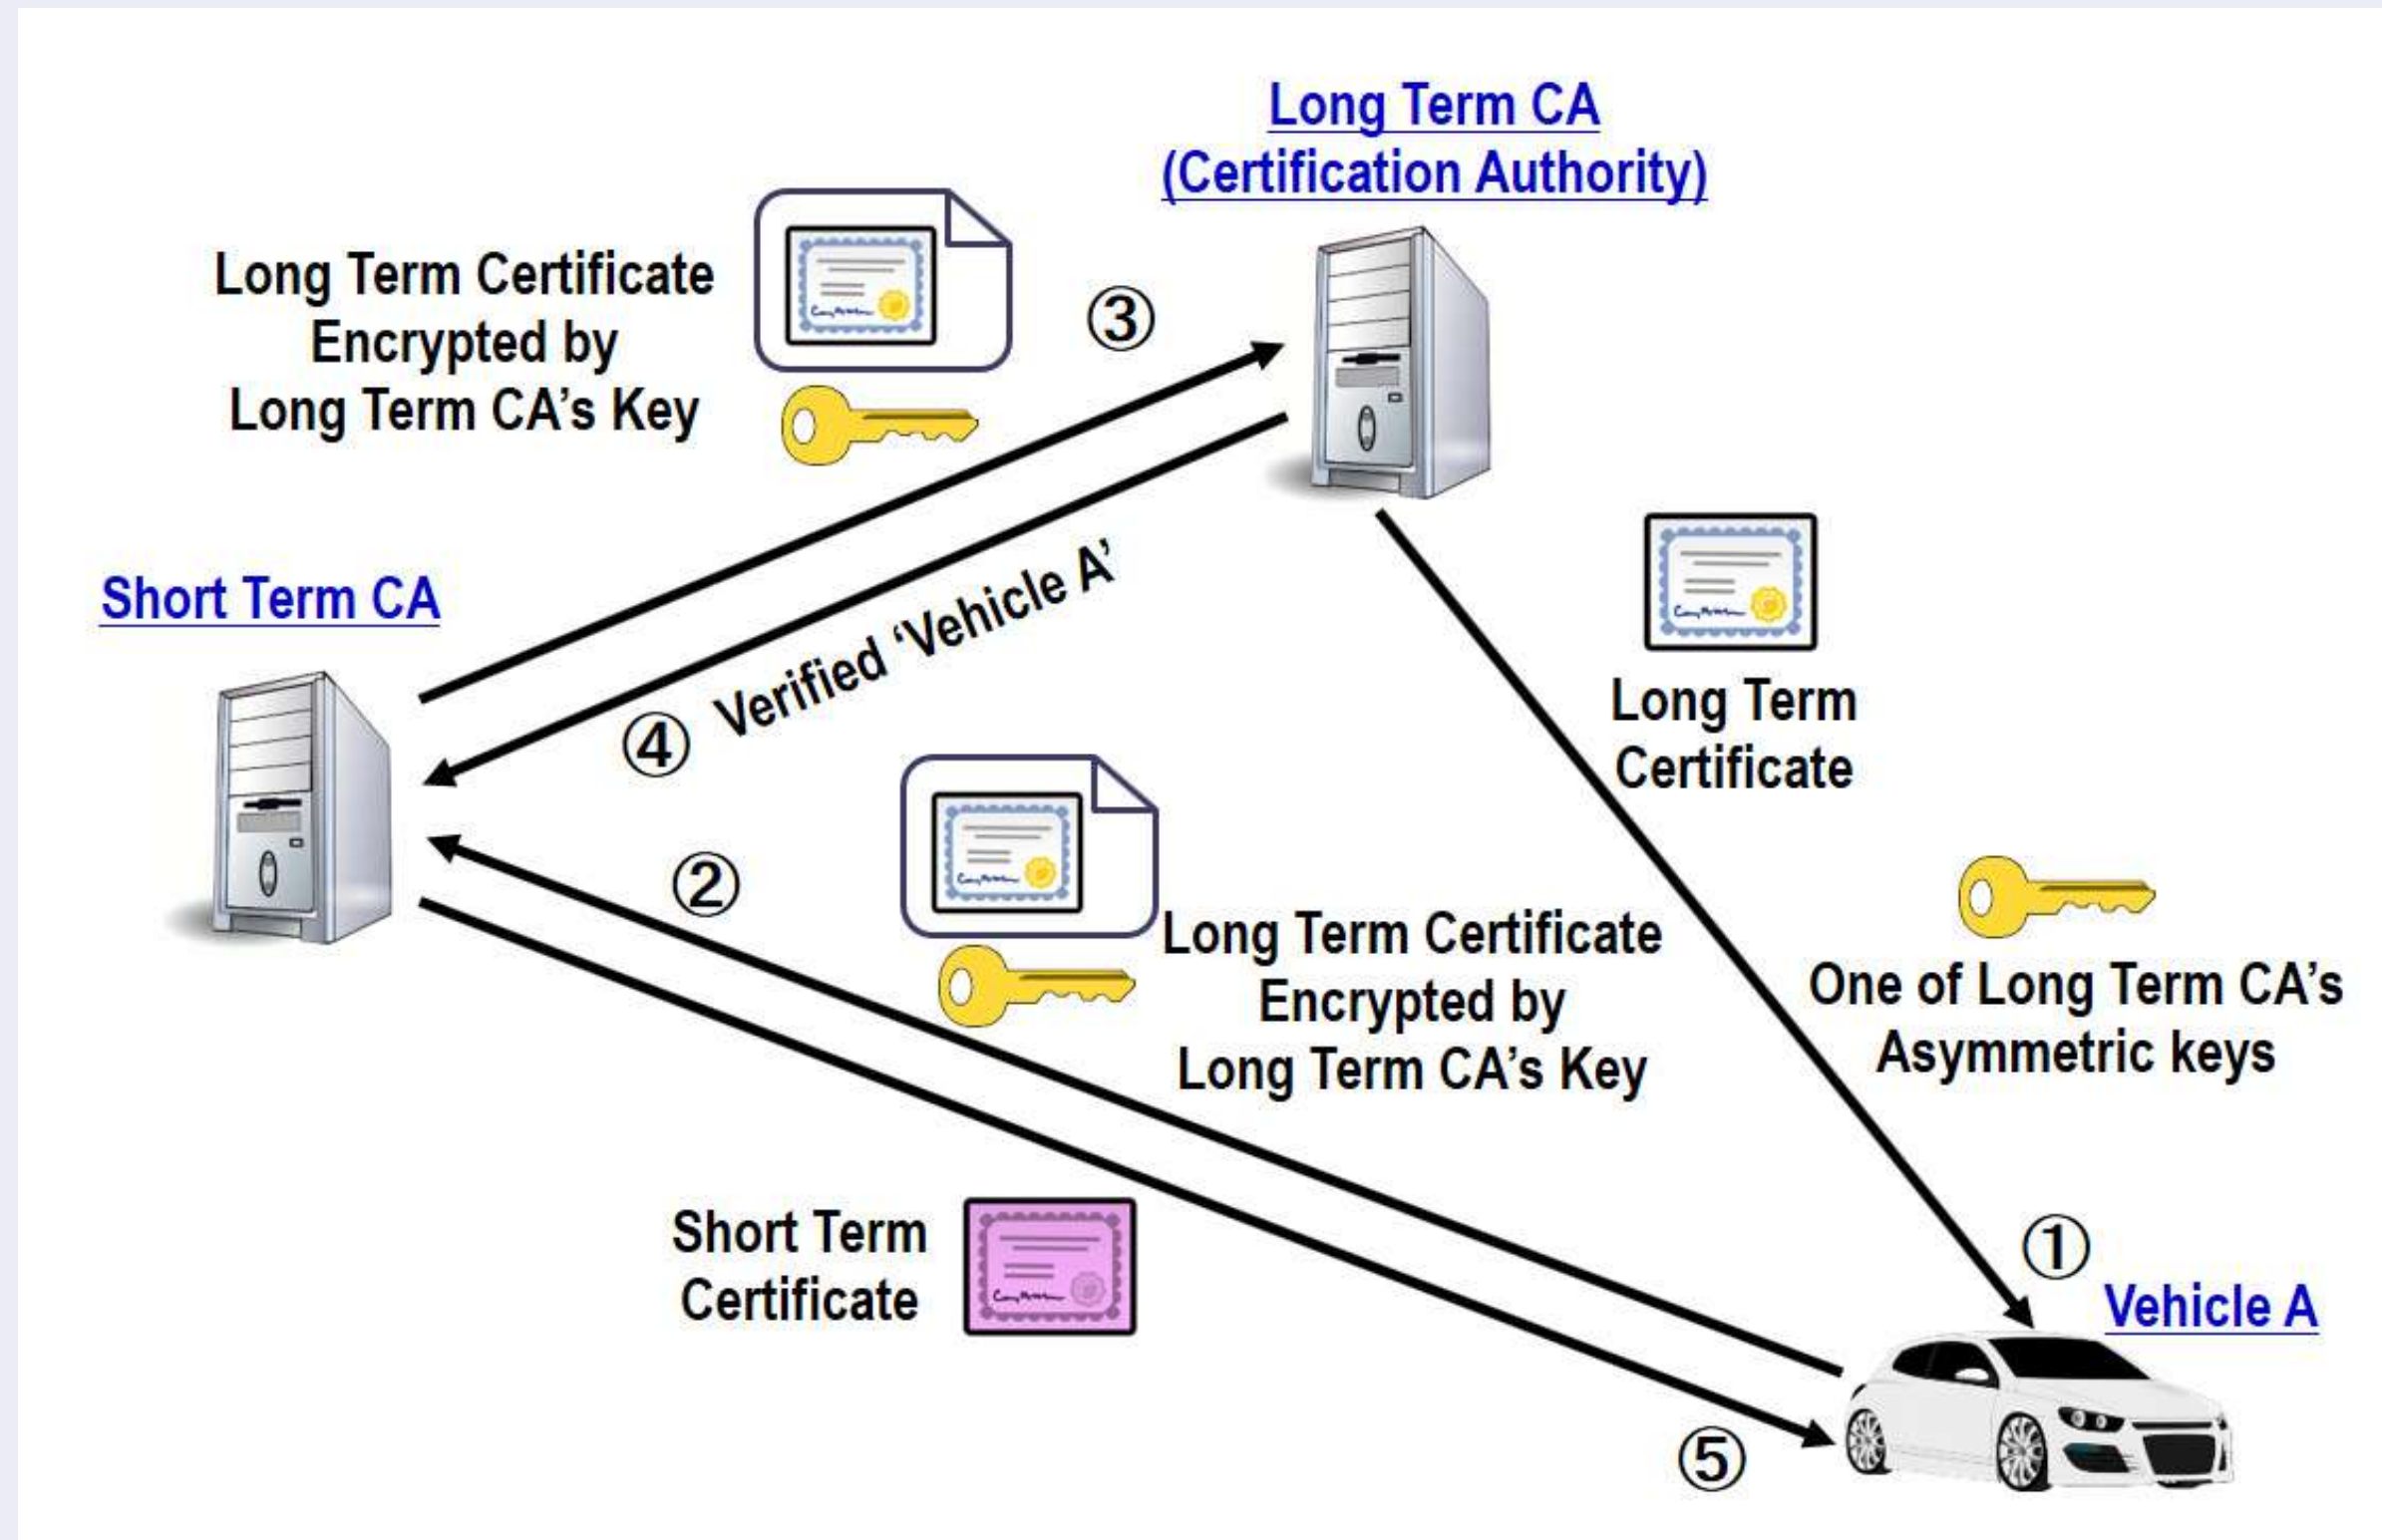 Long Term CA
(Certification Authority)
Long Term Certificate
Encrypted by
Long Term CA's Key
③
Short Term CA
④ Verified ‘Vehicle A’
Long Term
Certificate
②
Long Term Certificate
Encrypted by
Long Term CA's Key
One of Long Term CA's
Asymmetric keys
Short Term
Certificate
①
Vehicle A
⑤